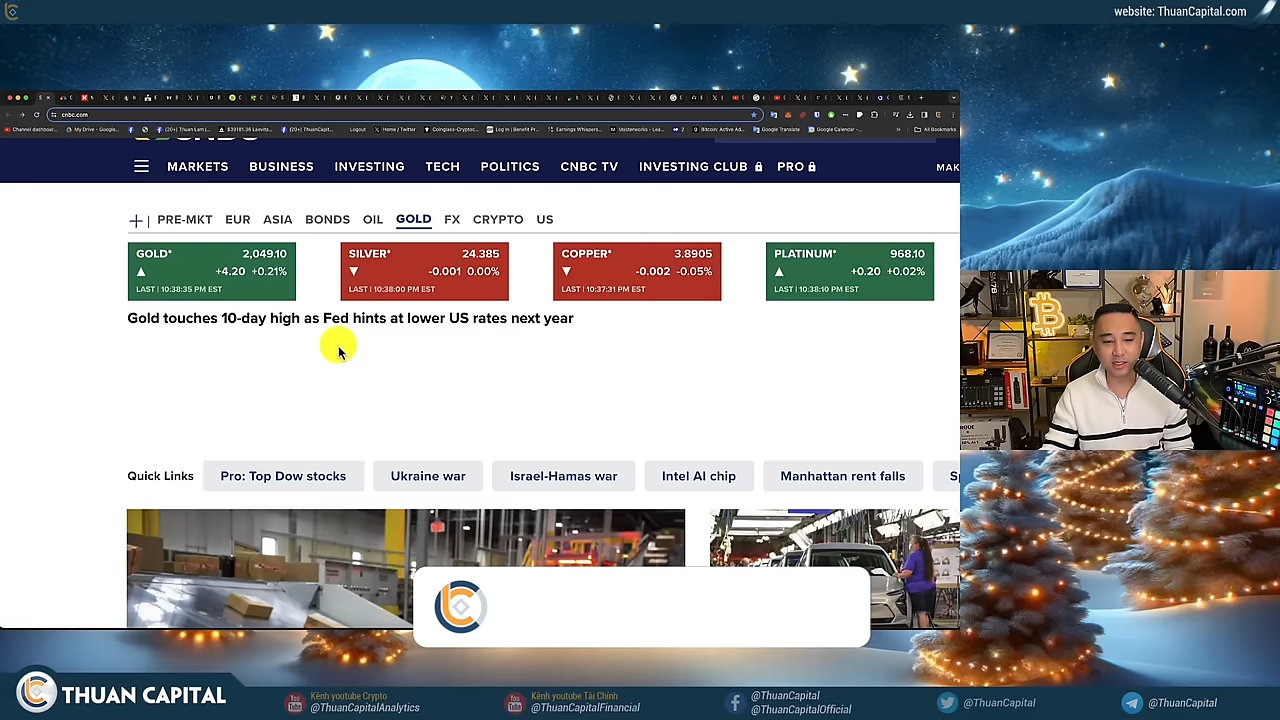 website: ThuanCapital.com
cnbc.com
MARKETS BUSINESS INVESTING TECH POLITICS CNBC TV INVESTING CLUB PRO MAK
PRE-MKT EUR ASIA BONDS OIL GOLD FX CRYPTO US
GOLD* 2,049.10
+4.20 +0.21%
LAST | 10:38:35 PM EST
SILVER* 24.385
-0.001 0.00%
LAST | 10:38:00 PM EST
COPPER* 3.8905
-0.002 -0.05%
LAST | 10:37:31 PM EST
PLATINUM* 968.10
+0.20 +0.02%
LAST | 10:38:10 PM EST
Gold touches 10-day high as Fed hints at lower US rates next year
Quick Links Pro: Top Dow stocks Ukraine war Israel-Hamas war Intel AI chip Manhattan rent falls
THUAN CAPITAL
Kênh youtube Crypto
@ThuanCapitalAnalytics
Kênh youtube Tài Chính
@ThuanCapitalFinancial
@ThuanCapital
@ThuanCapitalOfficial
@ThuanCapital
@ThuanCapital